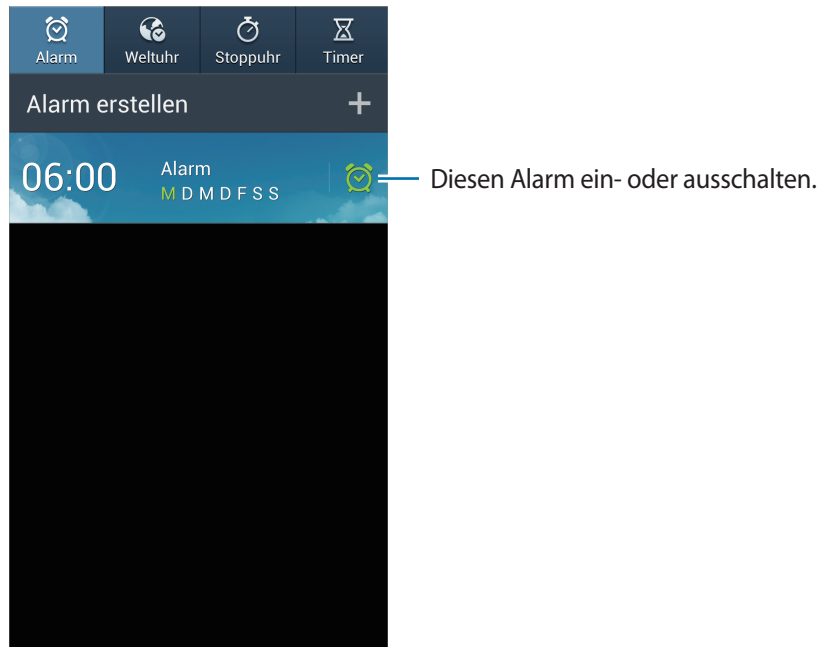 Alarm Weltuhr Stoppuhr Timer
Alarm erstellen
06:00 Alarm
M D M D F S S
Diesen Alarm ein- oder ausschalten.